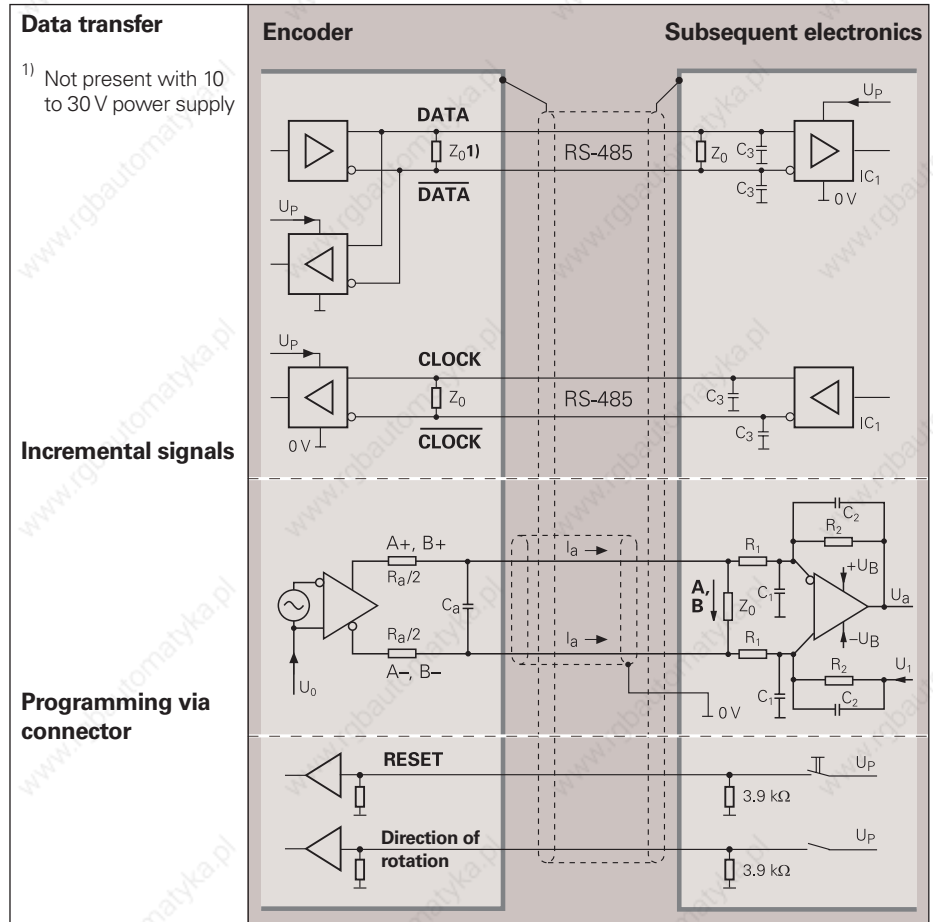 Data transfer
1) Not present with 10
to 30 V power supply
Encoder
Subsequent electronics
DATA
Z0 1)
RS-485
Z0
C3
UP
IC1
DATA
C3
0 V
UP
UP
CLOCK
Z0
RS-485
C3
0 V
CLOCK
C3
IC1
Incremental signals
A+, B+
Ra/2
Ia
R1
C2
R2
+UB
Ca
A,
B
Z0
C1
Ua
Ra/2
A–, B–
Ia
R1
–UB
R2
U1
U0
C1
C2
0 V
Programming via
connector
RESET
UP
3.9 kΩ
Direction of
rotation
UP
3.9 kΩ
www.rgbautomatyka.pl